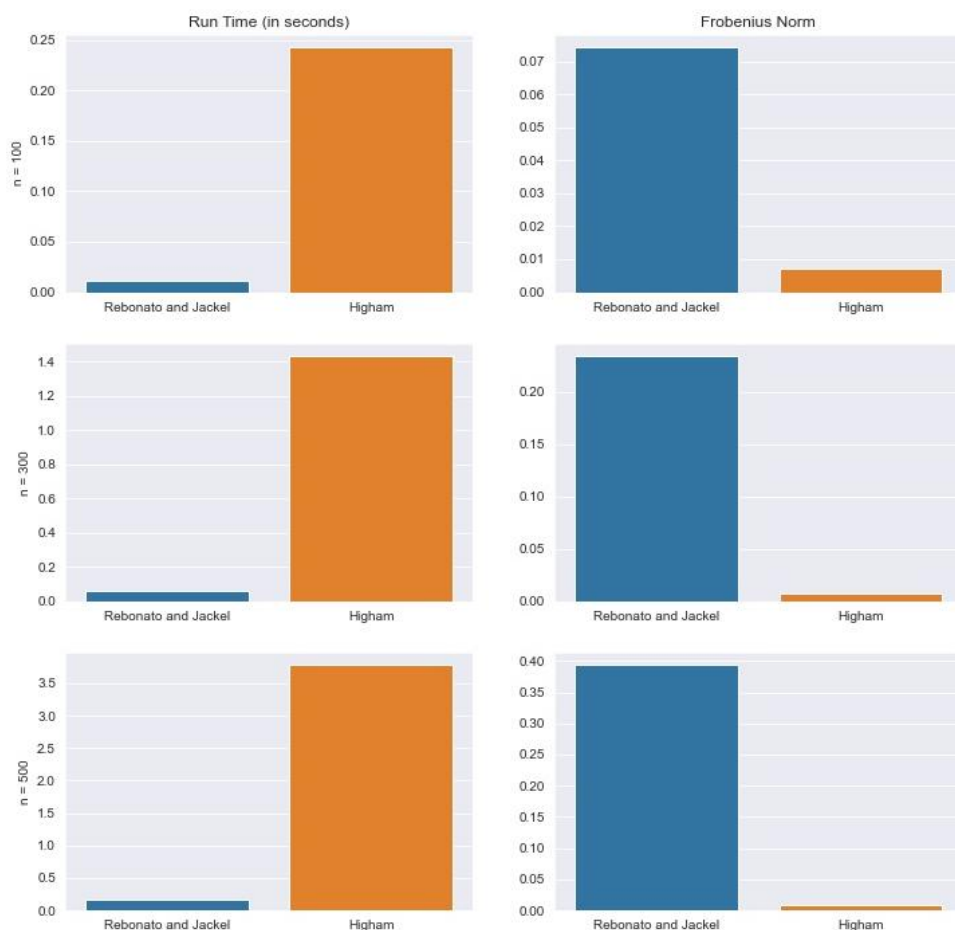 Run Time (in seconds)
Frobenius Norm
n = 100
0.25
0.20
0.15
0.10
0.05
0.00
Rebonato and Jackel
Higham
0.07
0.06
0.05
0.04
0.03
0.02
0.01
0.00
Rebonato and Jackel
Higham
n = 300
1.4
1.2
1.0
0.8
0.6
0.4
0.2
0.0
Rebonato and Jackel
Higham
0.20
0.15
0.10
0.05
0.00
Rebonato and Jackel
Higham
n = 500
3.5
3.0
2.5
2.0
1.5
1.0
0.5
0.0
Rebonato and Jackel
Higham
0.40
0.35
0.30
0.25
0.20
0.15
0.10
0.05
0.00
Rebonato and Jackel
Higham